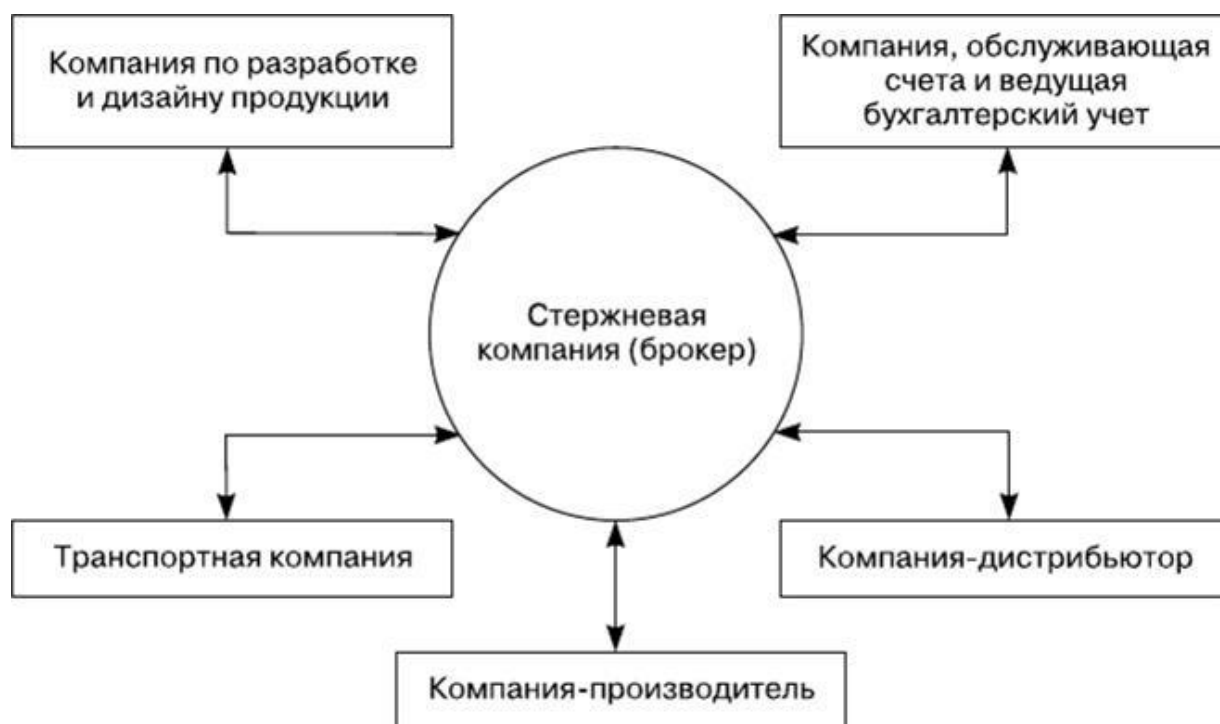 Компания по разработке
и дизайну продукции
Компания, обслуживающая
счета и ведущая
бухгалтерский учет
Стержневая
компания (брокер)
Транспортная компания
Компания-дистрибьютор
Компания-производитель